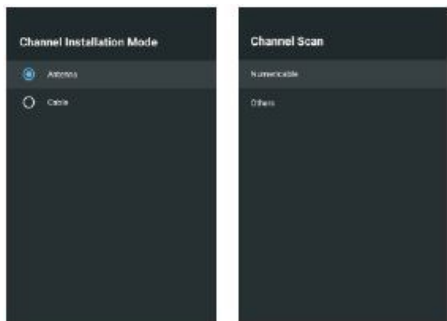 Channel Installation Mode
Antenna
Cable
Channel Scan
Numericable
Others